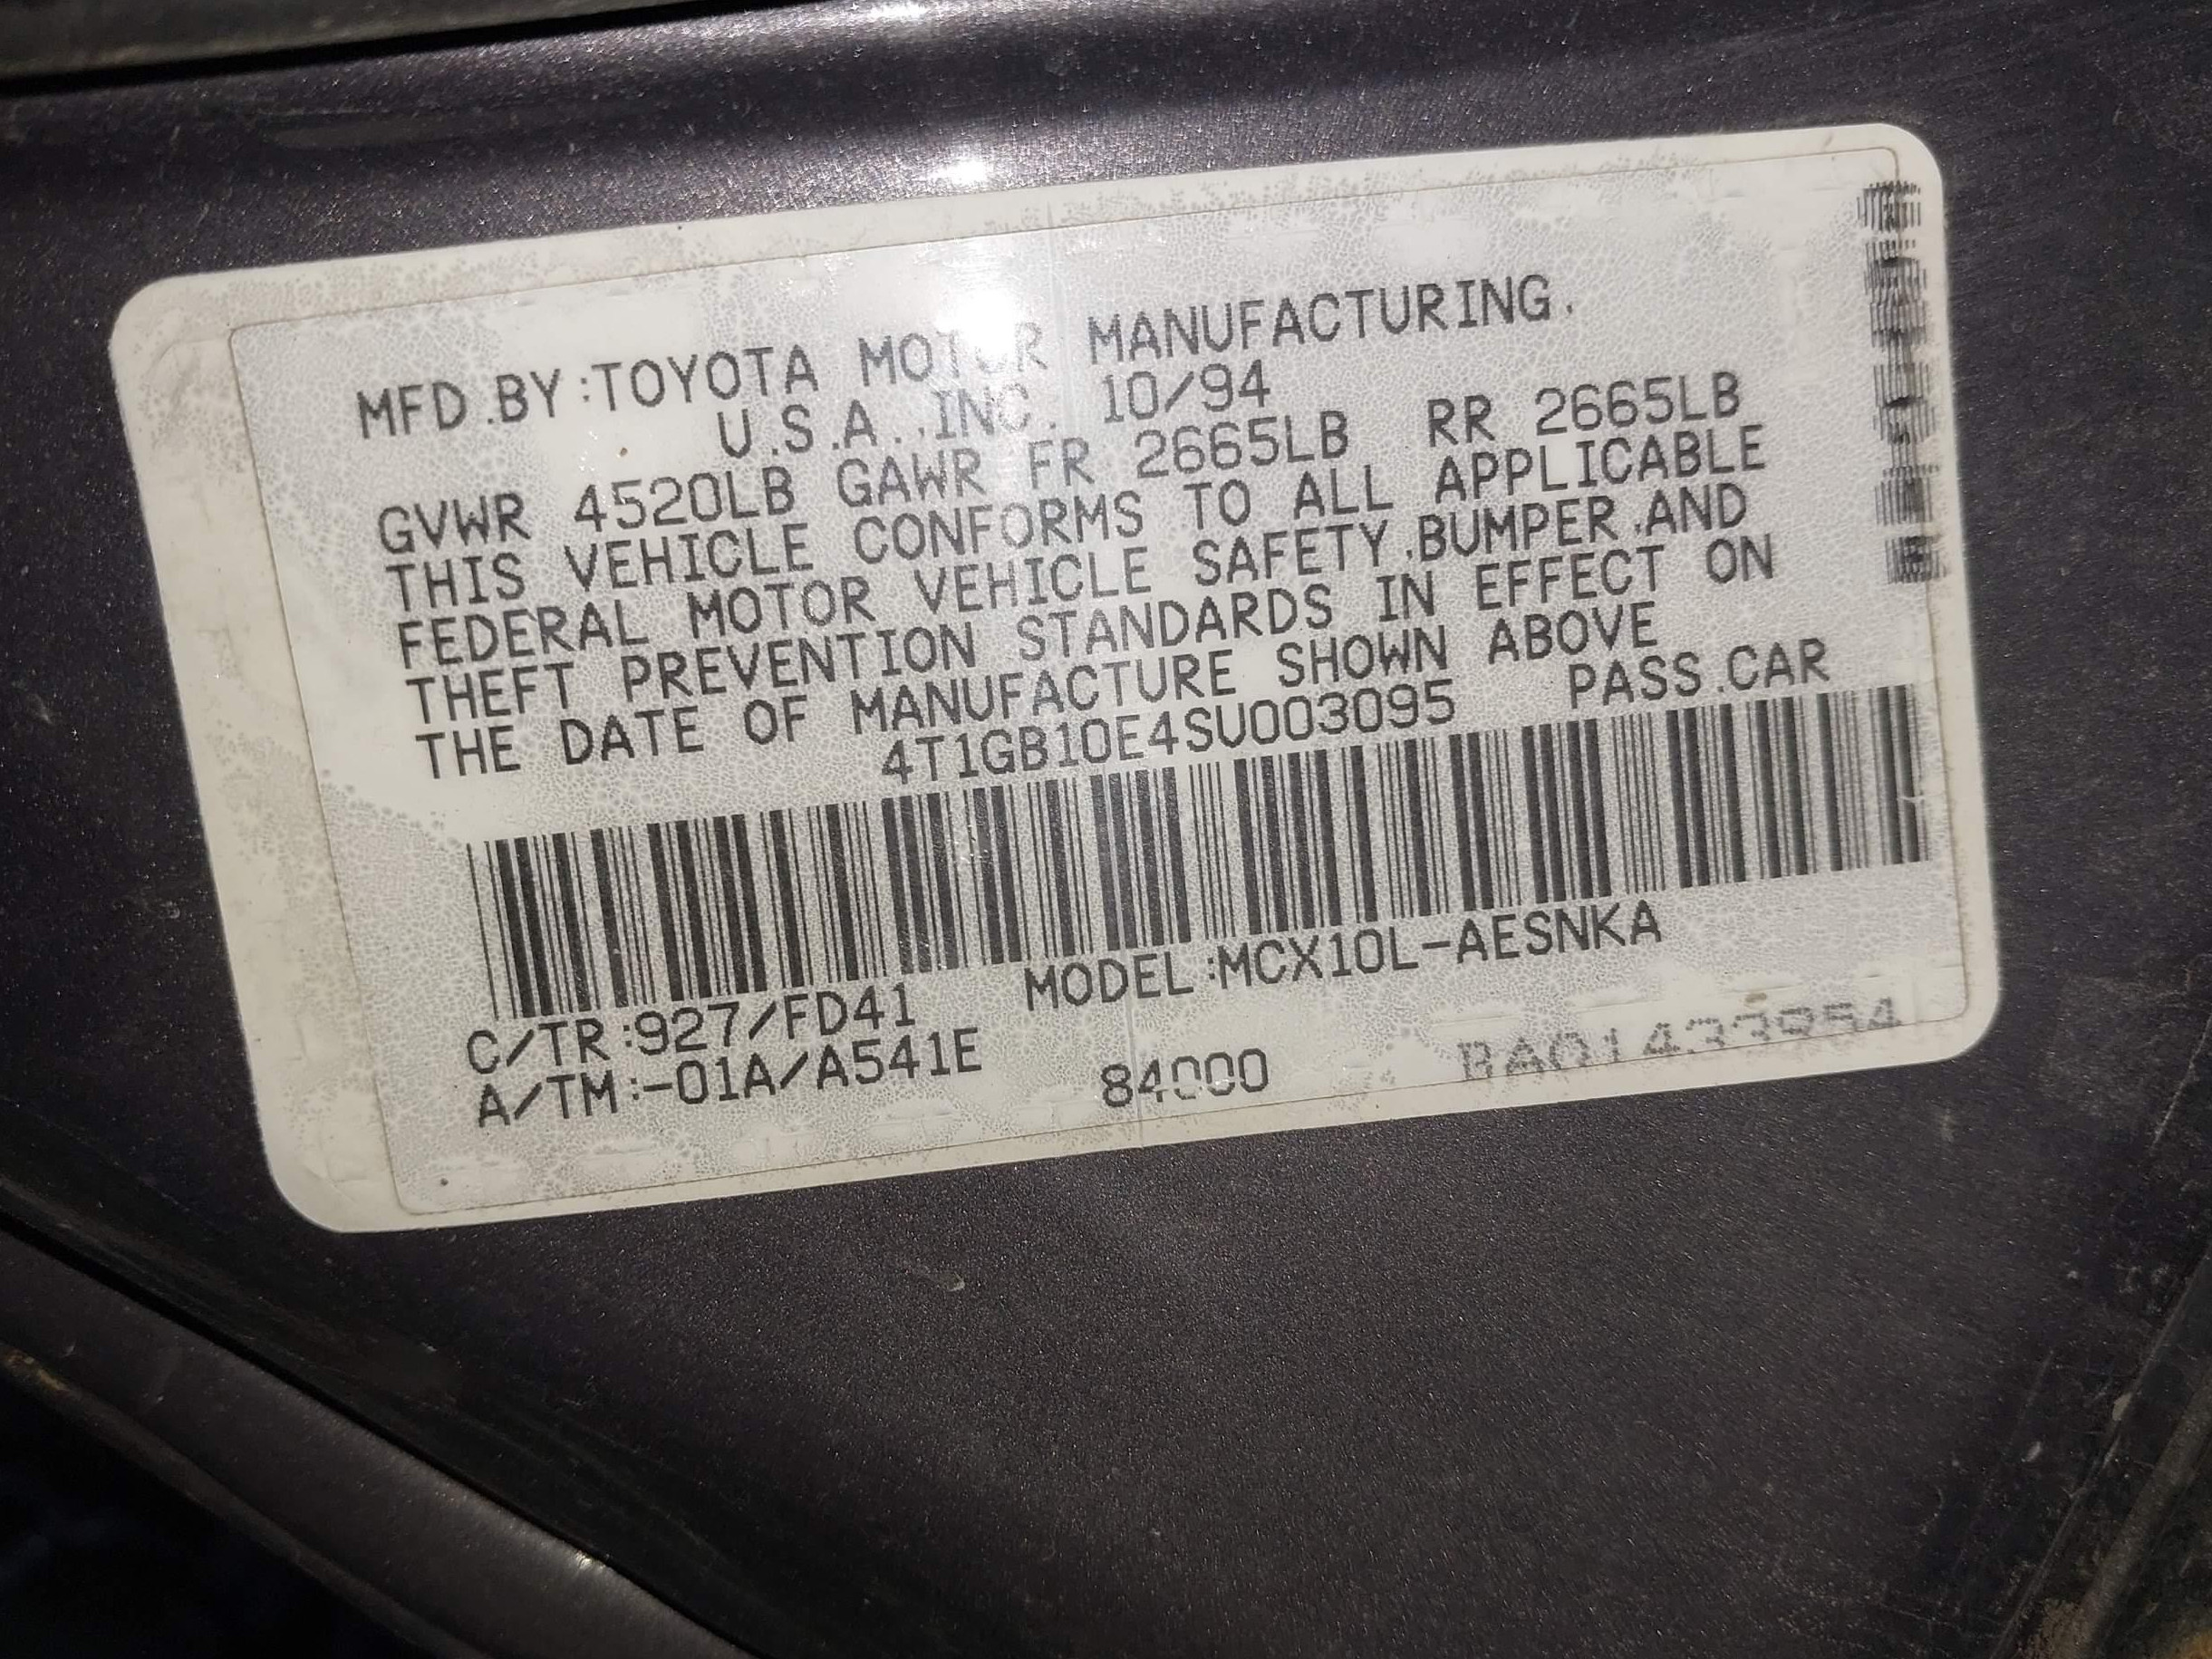 MFD.BY:TOYOTA MOTOR MANUFACTURING.
U.S.A.,INC. 10/94
GVWR 4520LB GAWR FR 2665LB RR 2665LB
THIS VEHICLE CONFORMS TO ALL APPLICABLE
FEDERAL MOTOR VEHICLE SAFETY,BUMPER,AND
THEFT PREVENTION STANDARDS IN EFFECT ON
THE DATE OF MANUFACTURE SHOWN ABOVE
4T1GB10E4SU003095 PASS.CAR
C/TR:927/FD41 MODEL:MCX10L-AESNKA
A/TM:-01A/A541E 84000 BA01433954